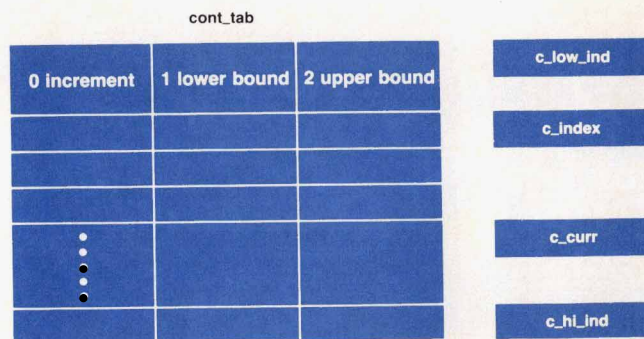 cont_tab
0 increment 1 lower bound 2 upper bound
c_low_ind
c_index
c_curr
c_hi_ind